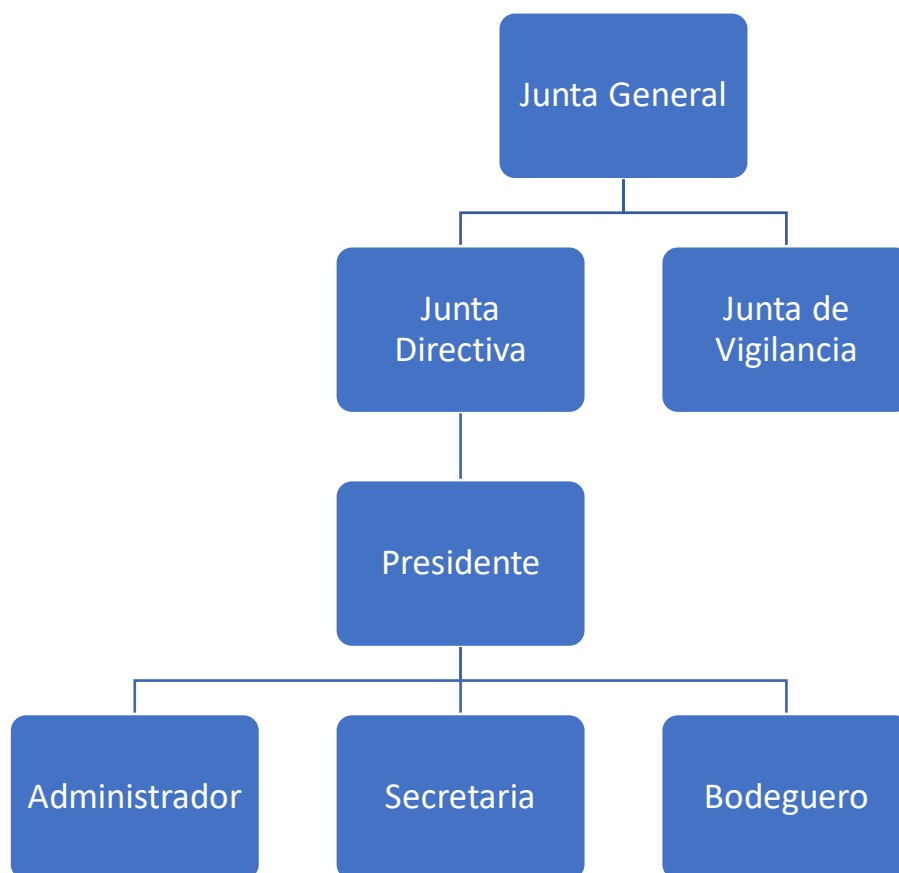 Junta General
Junta
Directiva
Junta de
Vigilancia
Presidente
Administrador
Secretaria
Bodeguero